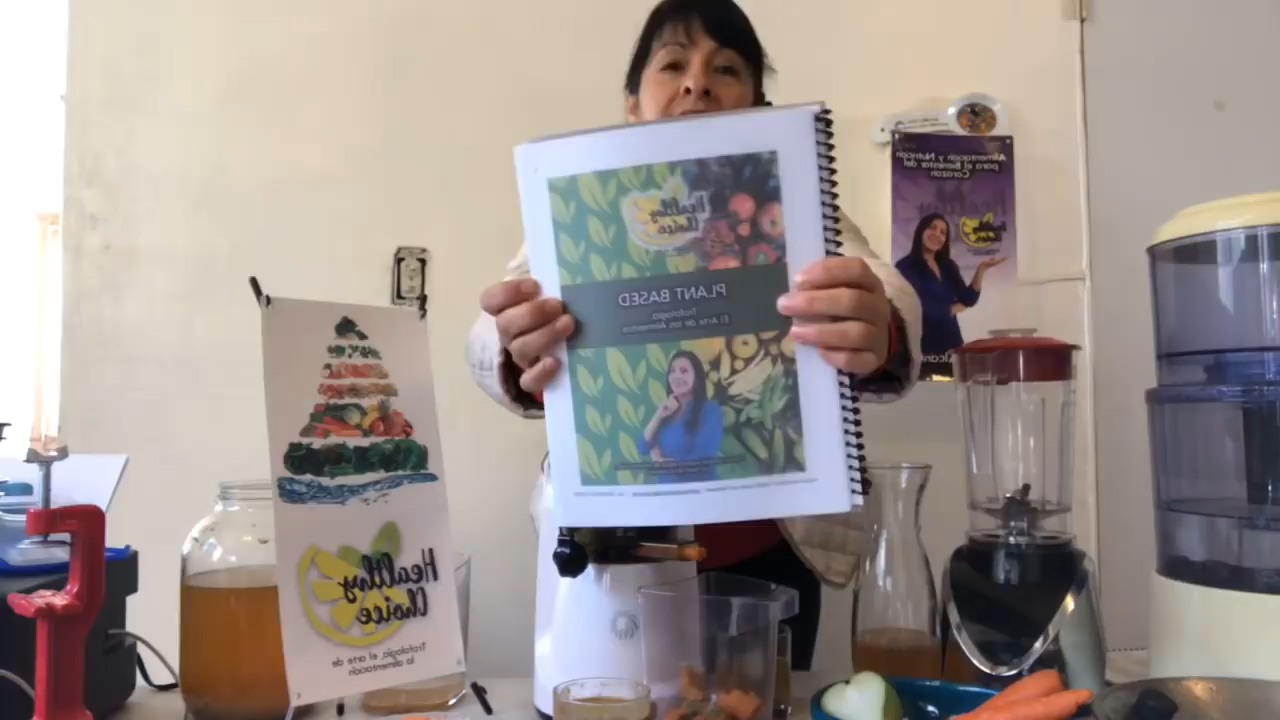 Healthy
Choice
PLANT BASED
Trofología,
El Arte de los Alimentos
Alimentación y Nutrición
para el Bienestar del
Corazón
Healthy
Choice
Trofología, el arte de
la alimentación